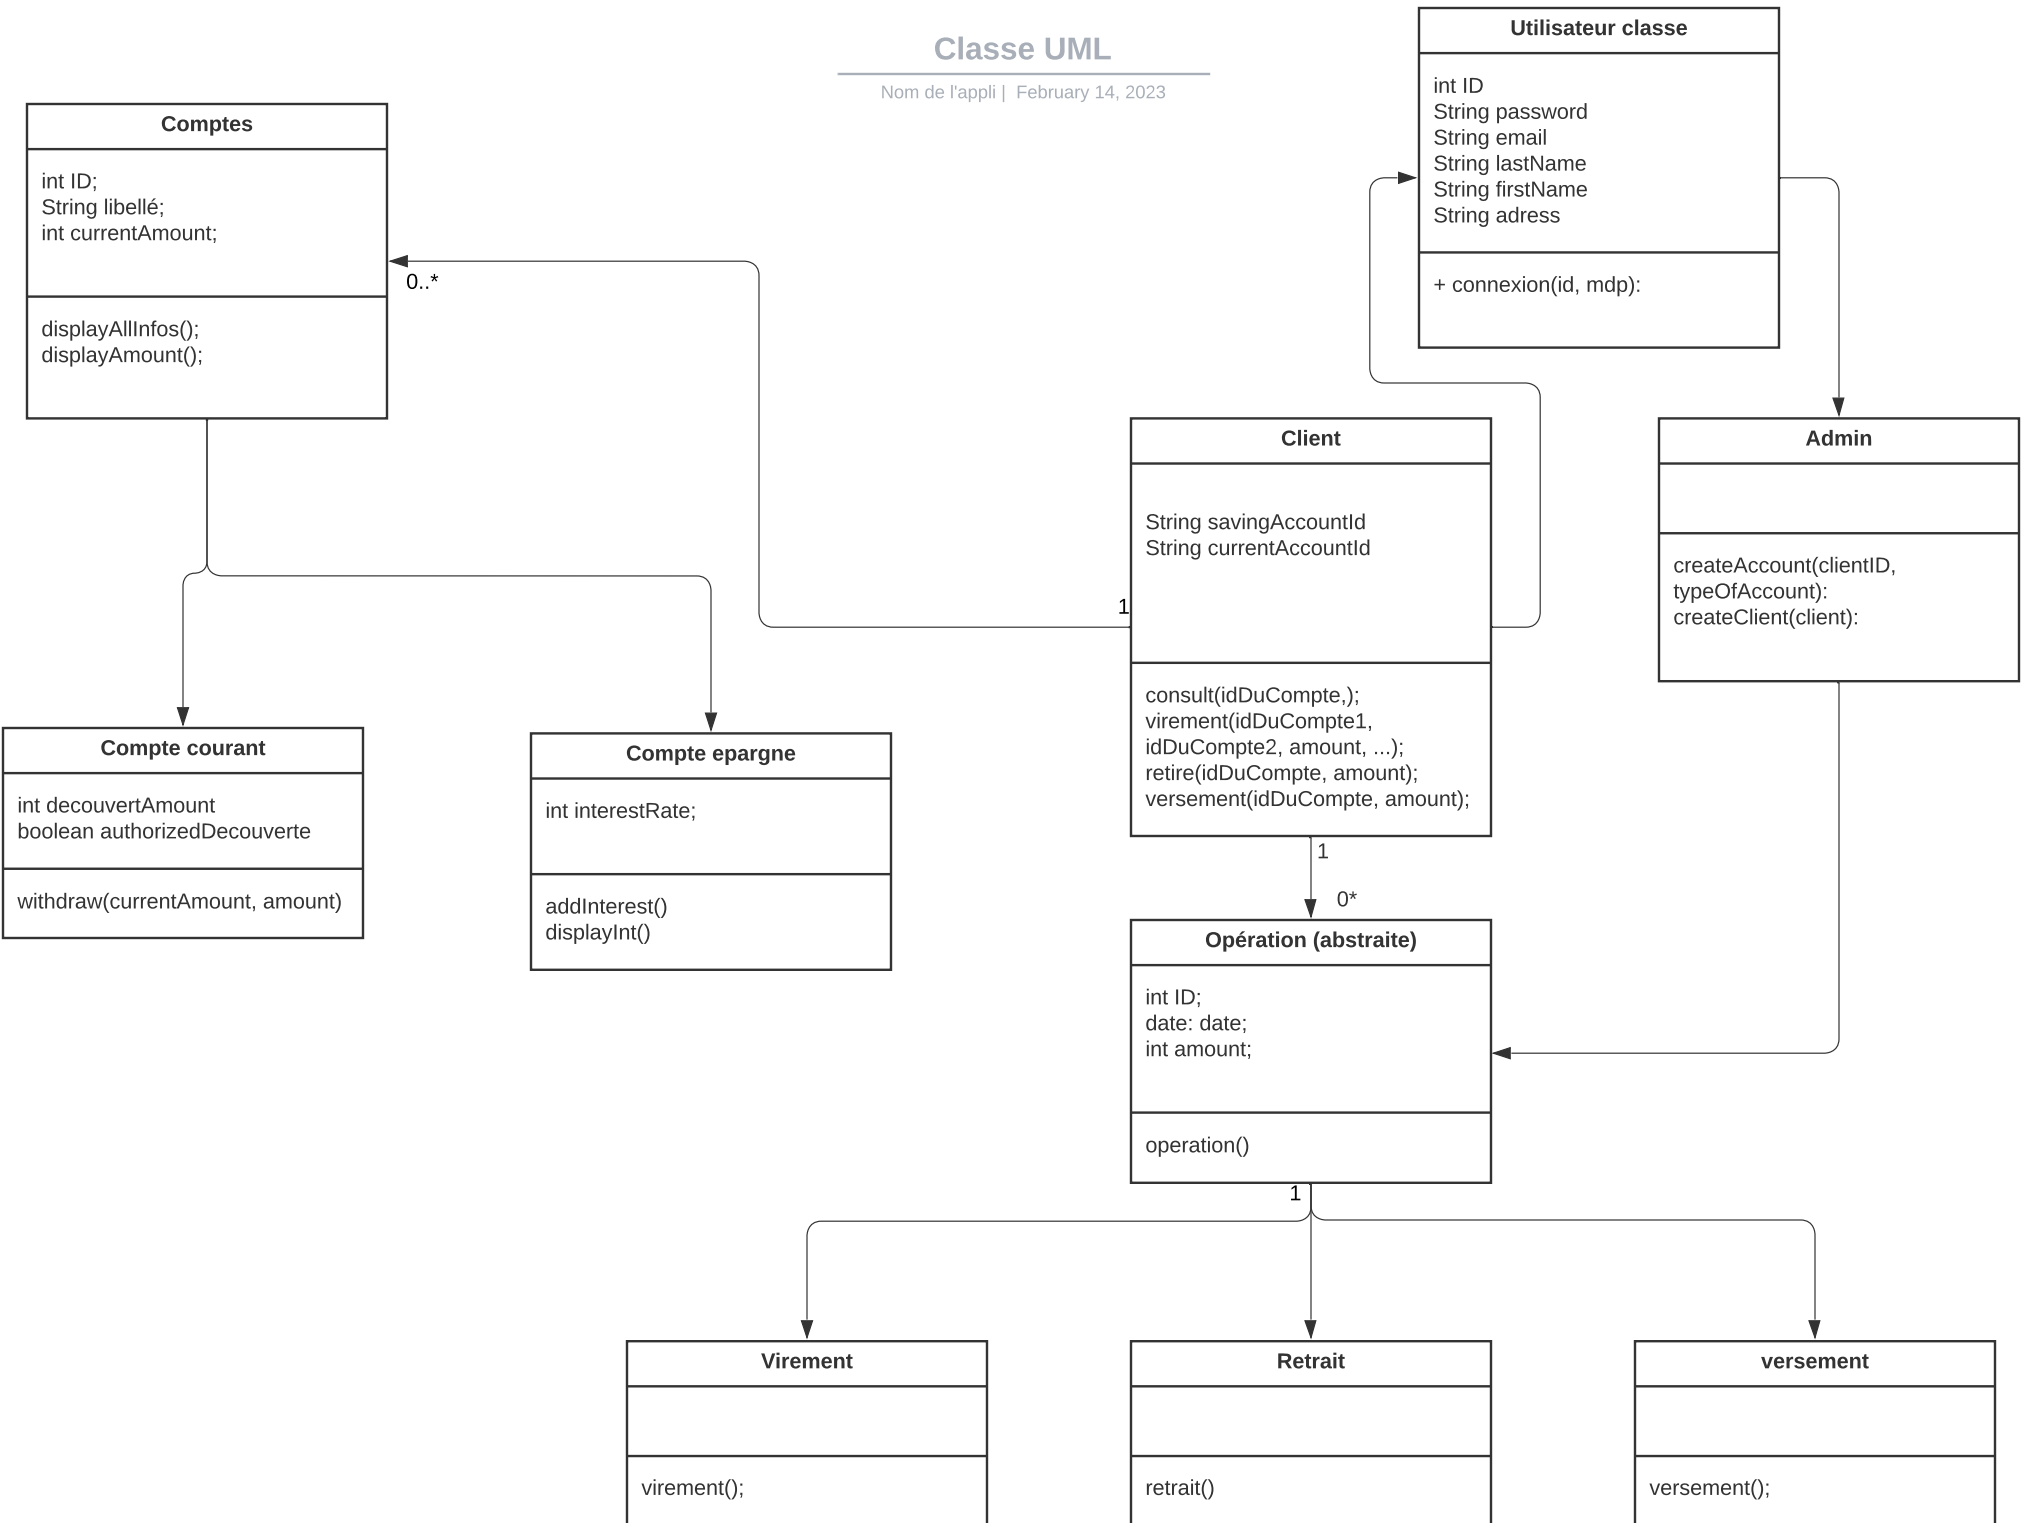 Classe UML
Nom de l'appli | February 14, 2023
Utilisateur classe
int ID
String password
String email
String lastName
String firstName
String adress
+ connexion(id, mdp):
Comptes
int ID;
String libellé;
int currentAmount;
displayAllInfos();
displayAmount();
0..*
1
Client
String savingAccountId
String currentAccountId
consult(idDuCompte,);
virement(idDuCompte1,
idDuCompte2, amount, ...);
retire(idDuCompte, amount);
versement(idDuCompte, amount);
Admin
createAccount(clientID,
typeOfAccount):
createClient(client):
Compte courant
int decouvertAmount
boolean authorizedDecouverte
withdraw(currentAmount, amount)
Compte epargne
int interestRate;
addInterest()
displayInt()
1
0*
Opération (abstraite)
int ID;
date: date;
int amount;
operation()
1
Virement
virement();
Retrait
retrait()
versement
versement();